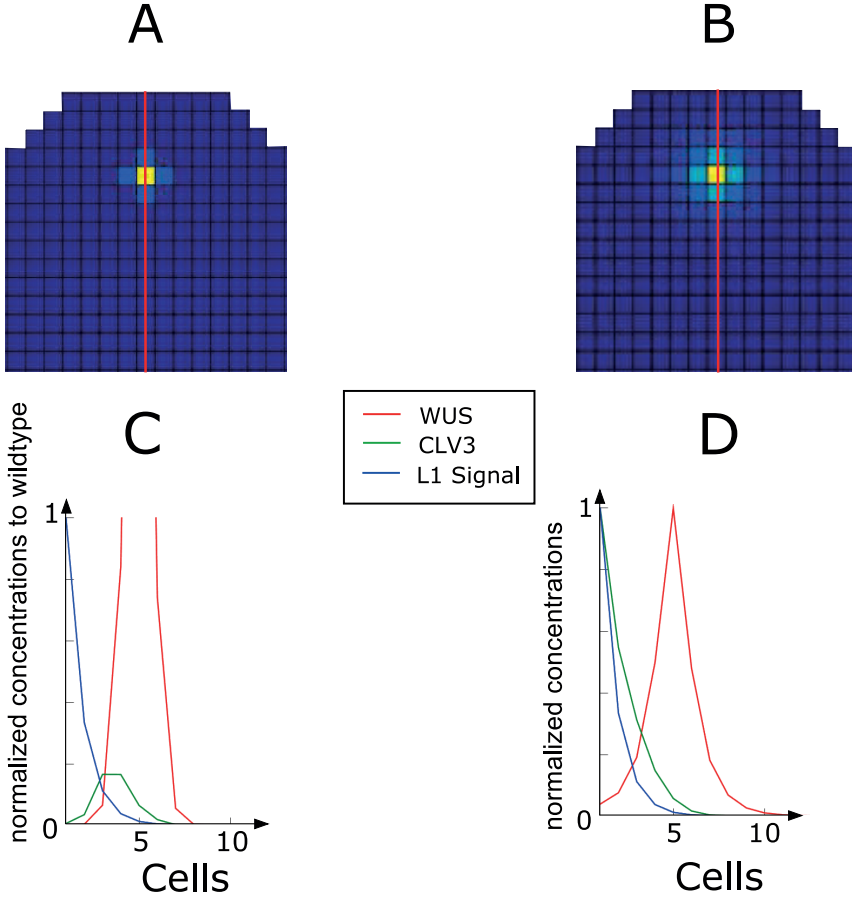 A
B
C
WUS
CLV3
L1 Signal
D
normalized concentrations to wildtype
1
0
5
10
Cells
normalized concentrations
1
0
5
10
Cells